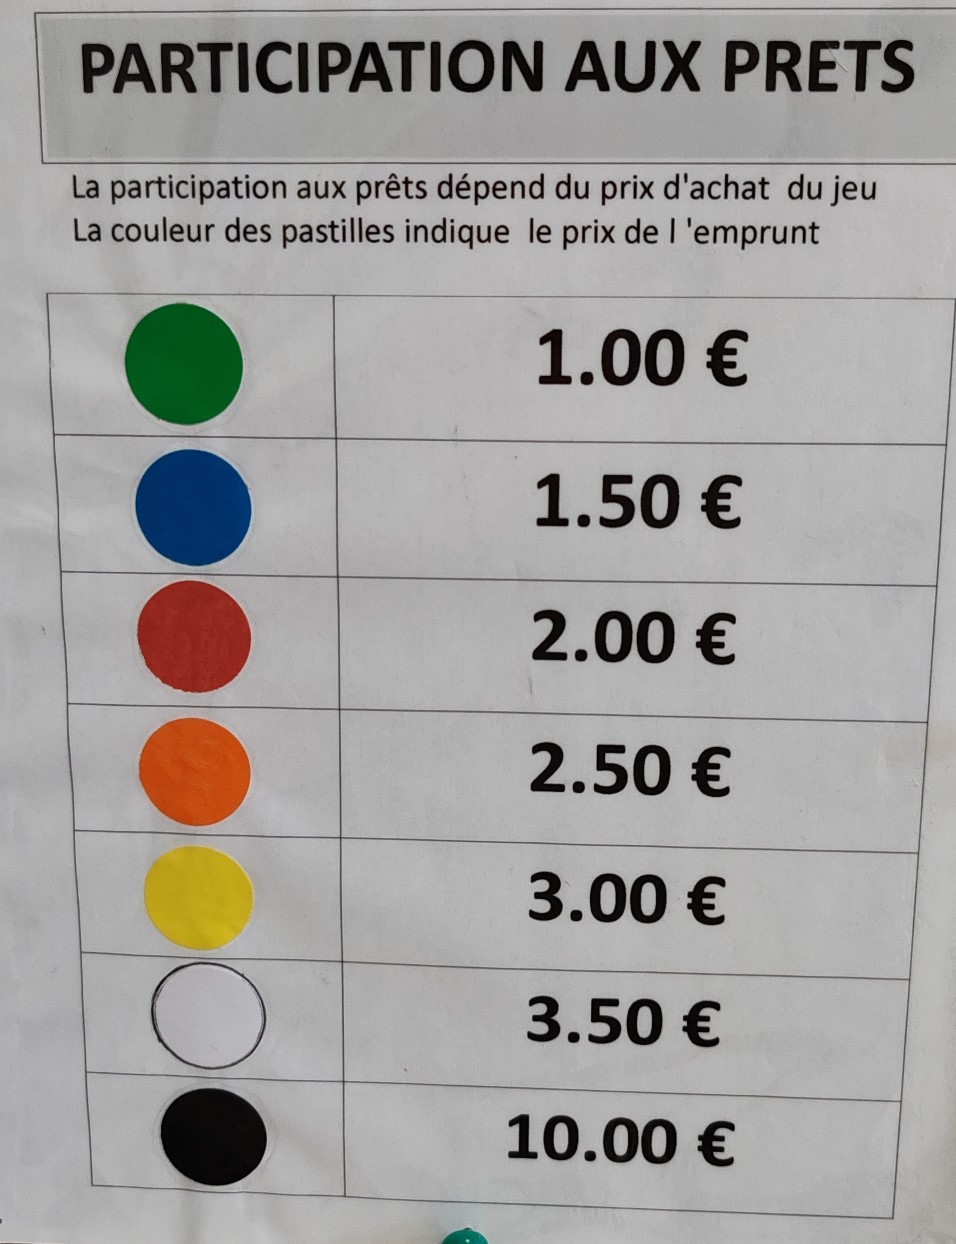 PARTICIPATION AUX PRETS
La participation aux prêts dépend du prix d'achat du jeu
La couleur des pastilles indique le prix de l 'emprunt
1.00 €
1.50 €
2.00 €
2.50 €
3.00 €
3.50 €
10.00 €